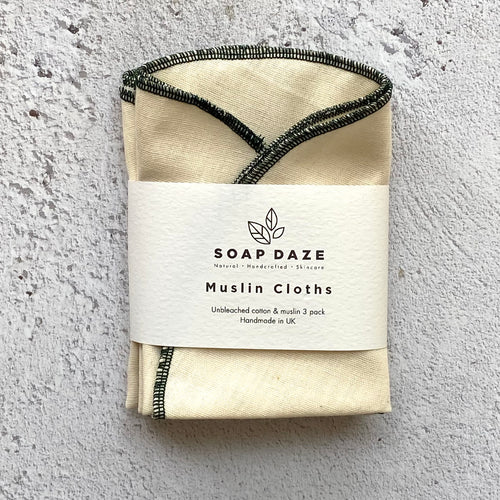 SOAP DAZE
Natural • Handcrafted • Skincare
Muslin Cloths
Unbleached cotton & muslin 3 pack
Handmade in UK